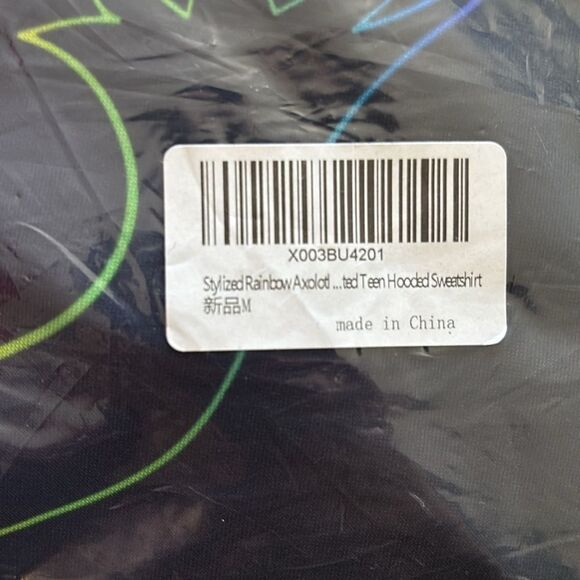 X003BU4201
Stylized Rainbow Axolotl ...ted Teen Hooded Sweatshirt
新品M
made in China